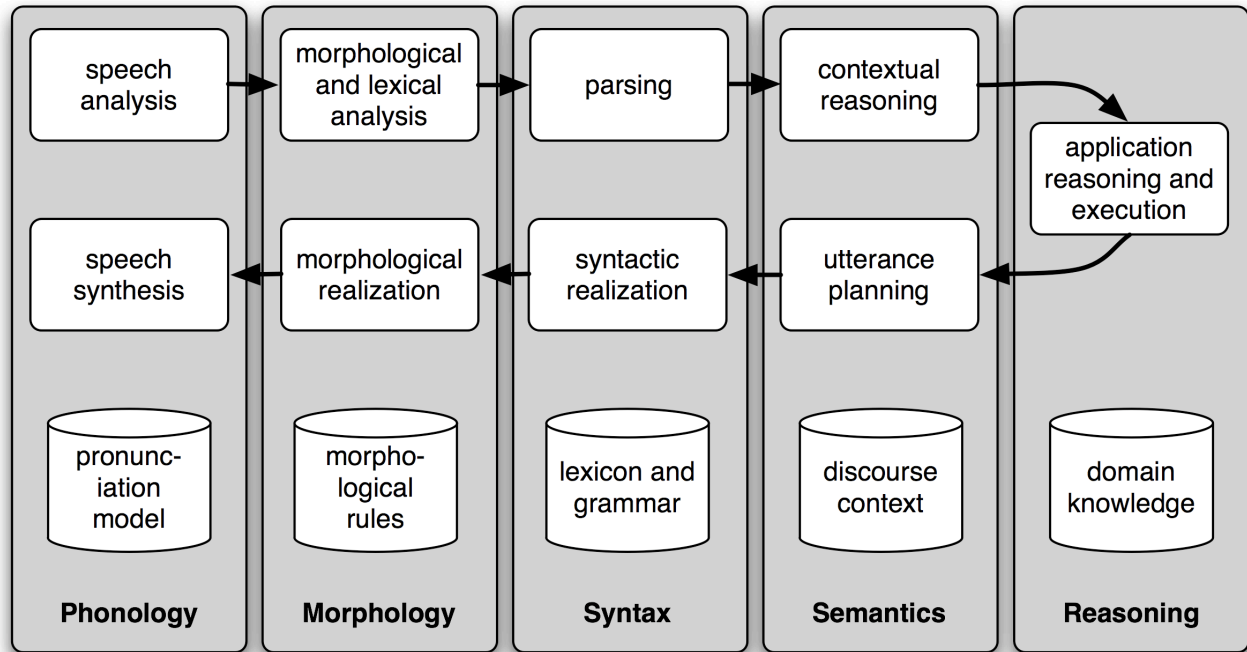 speech
analysis
morphological
and lexical
analysis
parsing
contextual
reasoning
application
reasoning and
execution
speech
synthesis
morphological
realization
syntactic
realization
utterance
planning
pronunc-
iation
model
morpho-
logical
rules
lexicon and
grammar
discourse
context
domain
knowledge
Phonology
Morphology
Syntax
Semantics
Reasoning